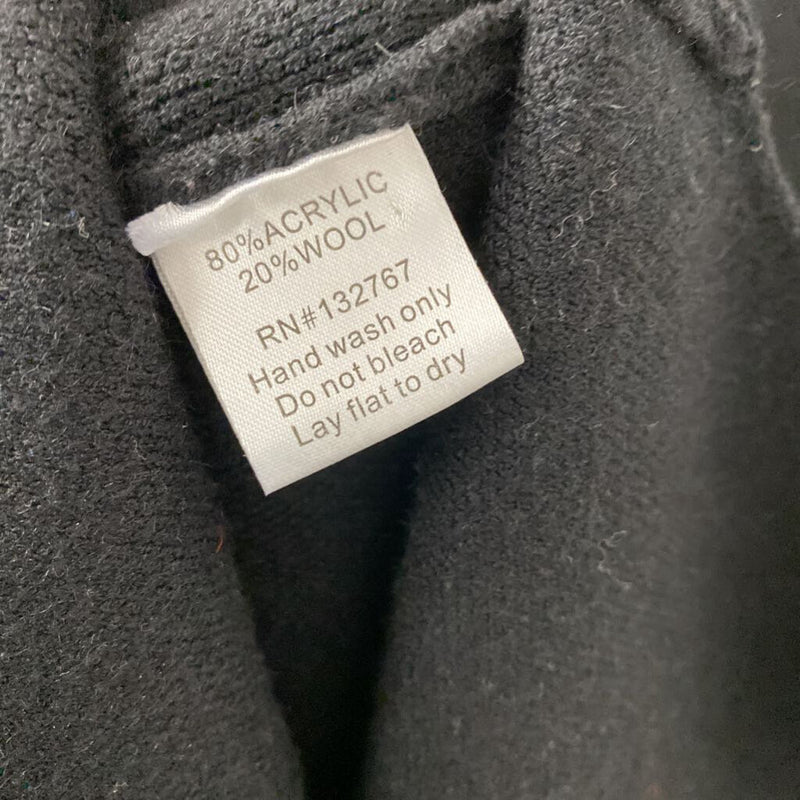 80%ACRYLIC
20%WOOL
RN#132767
Hand wash only
Do not bleach
Lay flat to dry